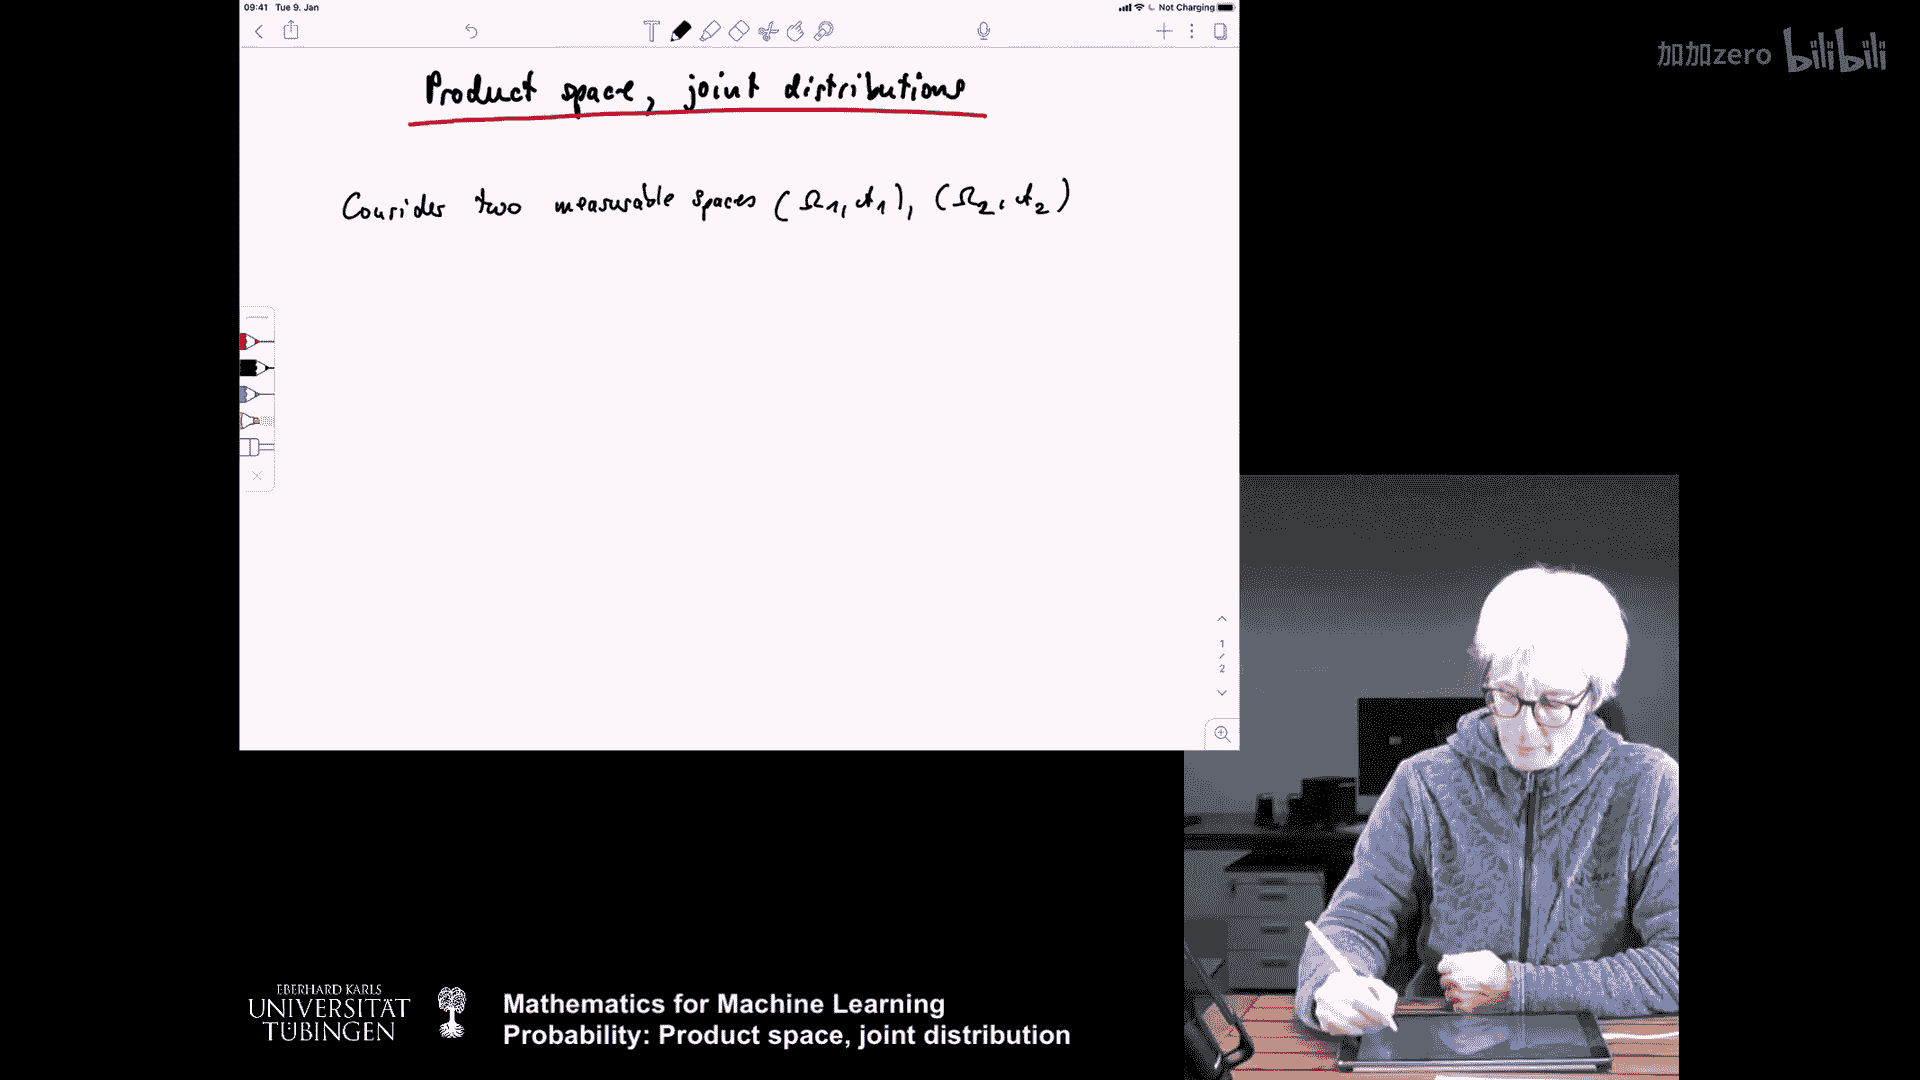 09:41 Tue 9. Jan
Not Charging
加加zero bilibili
Product space, joint distributions
Consider two measurable spaces (Ω₁, 𝒜₁), (Ω₂, 𝒜₂)
1
/
2
EBERHARD KARLS
UNIVERSITÄT
TÜBINGEN
Mathematics for Machine Learning
Probability: Product space, joint distribution